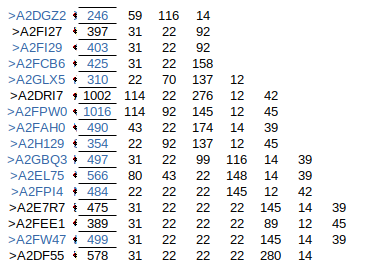 >A2DGZ2 246 59 116 14
>A2FI27 397 31 22 92
>A2FI29 403 31 22 92
>A2FCB6 425 31 22 158
>A2GLX5 310 22 70 137 12
>A2DRI7 1002 114 22 276 12 42
>A2FPW0 1016 114 92 145 12 45
>A2FAH0 490 43 22 174 14 39
>A2H129 354 22 92 137 12 45
>A2GBQ3 497 31 22 99 116 14 39
>A2EL75 566 80 43 22 148 14 39
>A2FPI4 484 22 22 22 145 12 42
>A2E7R7 475 31 22 22 22 145 14 39
>A2FEE1 389 31 22 22 22 89 12 45
>A2FW47 499 31 22 22 22 145 14 39
>A2DF55 578 31 22 22 22 280 14